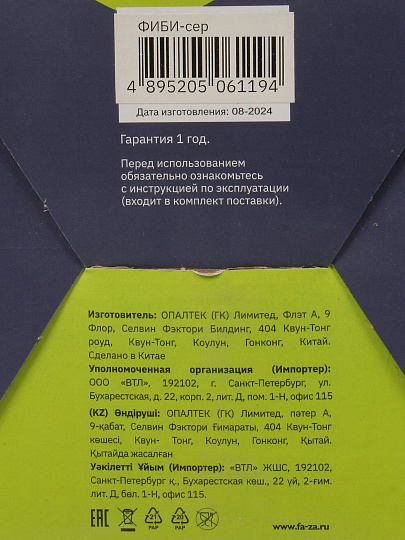 ФИБИ-сер
4 895205 061194
Дата изготовления: 08-2024
Гарантия 1 год.
Перед использованием
обязательно ознакомьтесь
с инструкцией по эксплуатации
(входит в комплект поставки).
Изготовитель: ОПАЛТЕК (ГК) Лимитед, Флэт А, 9
Флор, Селвин Фэктори Билдинг, 404 Квун-Тонг
роуд, Квун-Тонг, Коулун, Гонконг, Китай.
Сделано в Китае
Уполномоченная организация (Импортер):
ООО «ВТЛ», 192102, г. Санкт-Петербург, ул.
Бухарестская, д. 22, корп. 2, лит. Д, пом. 1-Н, офис 115
(KZ) Өндіруші: ОПАЛТЕК (ГК) Лимитед, пәтер А,
9-қабат, Селвин Фэктори Ғимараты, 404 Квун-Тонг
көшесі, Квун- Тонг, Коулун, Гонконг, Қытай.
Қытайда жасалған
Уәкілетті Ұйым (Импортер): «ВТЛ» ЖШС, 192102,
Санкт-Петербург қ., Бухарестская көш., 22 үй, 2-ғим.
лит. Д, бөл. 1-Н, офис 115.
ЕАС
21
PAP
20
PAP
www.fa-za.ru